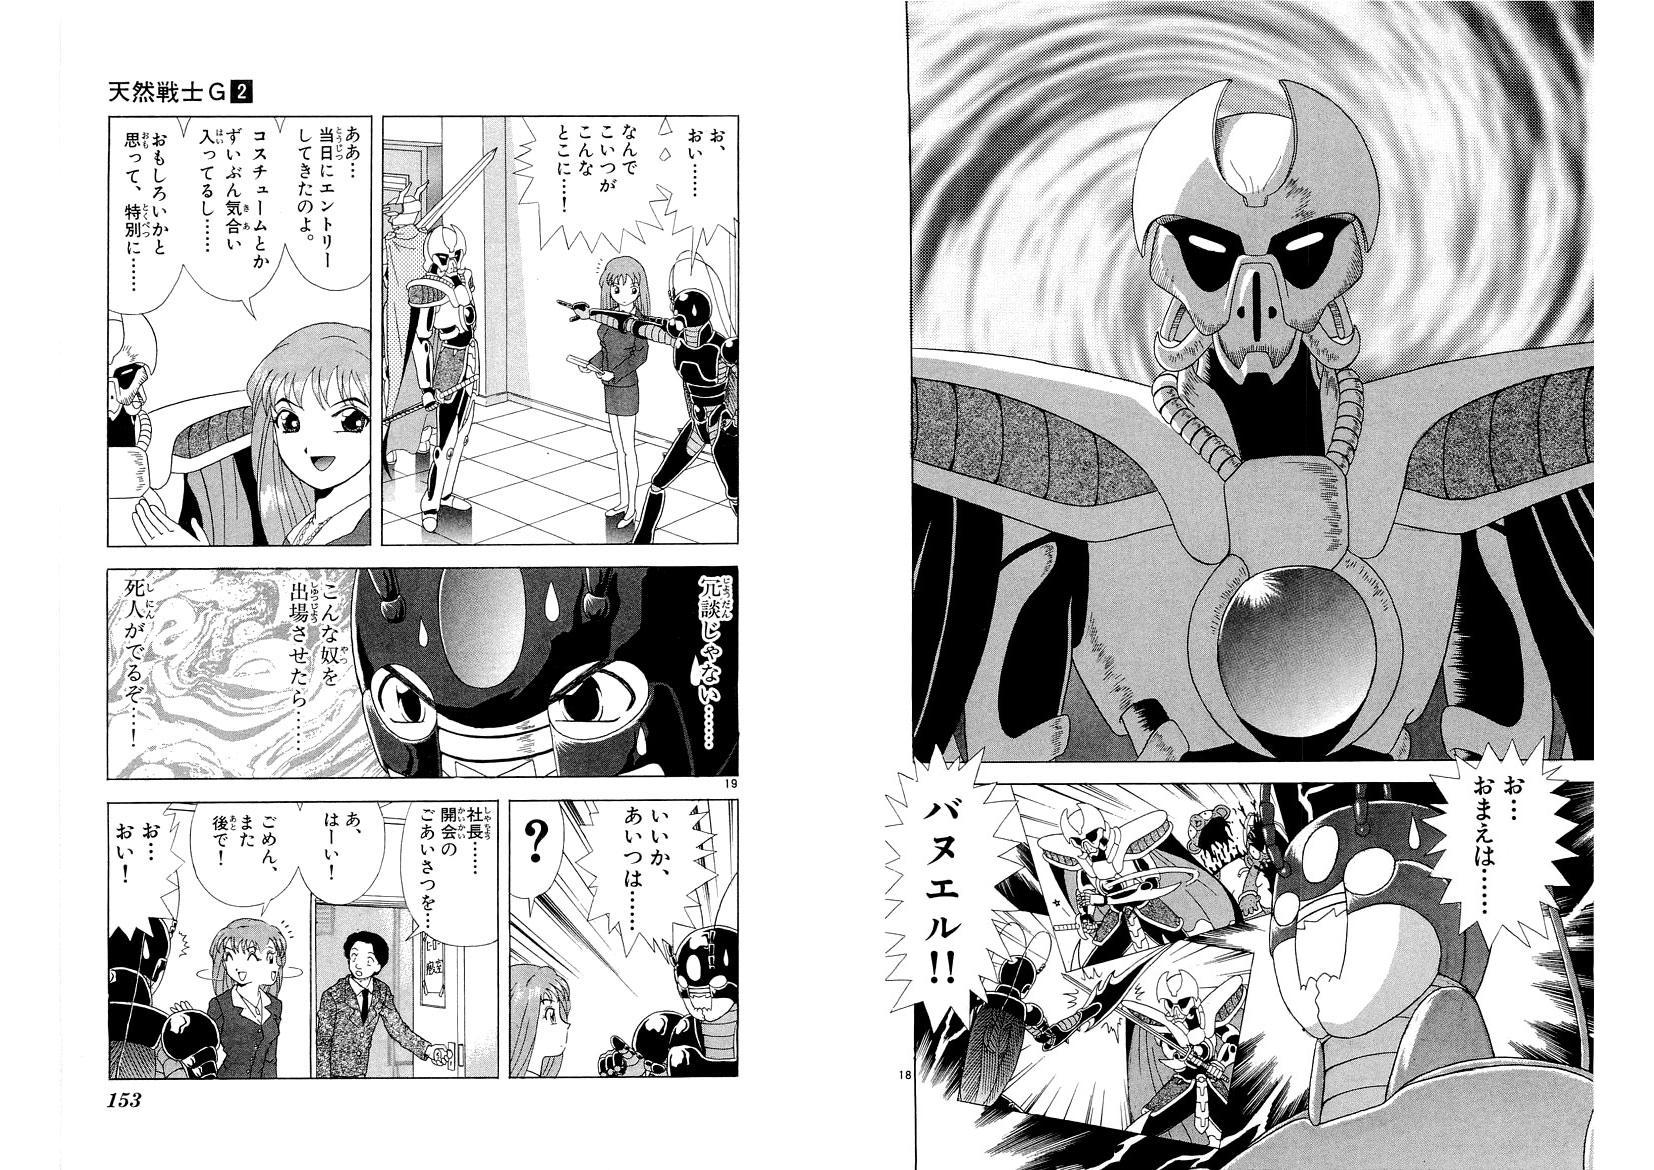 お…
おまえは……
バヌエル!!
18
天然戦士G2
お、
おい……
なんで
こいつが
こんな
とこに…!
ああ…
当日にエントリー
してきたのよ。
コスチュームとか
ずいぶん気合い
入ってるし……
おもしろいかと
思って、特別に……
冗談じゃない……
こんな奴を
出場させたら……
死人がでるぞ…!
19
いいか、
あいつは……
?
社長……
開会の
ごあいさつを…
あ、
はーい!
ごめん、
また
後で!
お…
おい!
153